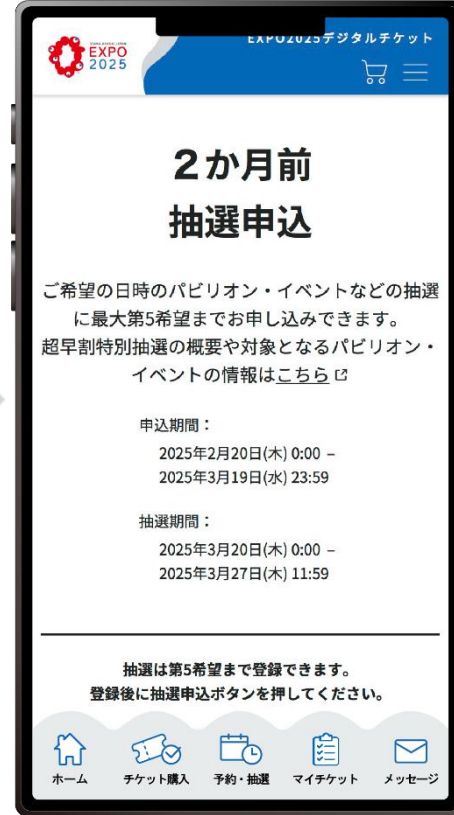 EXPO2025デジタルチケット
EXPO
2025
２か月前
抽選申込
ご希望の日時のパビリオン・イベントなどの抽選
に最大第5希望までお申し込みできます。
超早割特別抽選の概要や対象となるパビリオン・
イベントの情報はこちら
申込期間：
2025年2月20日(木) 0:00 –
2025年3月19日(水) 23:59
抽選期間：
2025年3月20日(木) 0:00 –
2025年3月27日(木) 11:59
抽選は第5希望まで登録できます。
登録後に抽選申込ボタンを押してください。
ホーム
チケット購入
予約・抽選
マイチケット
メッセージ